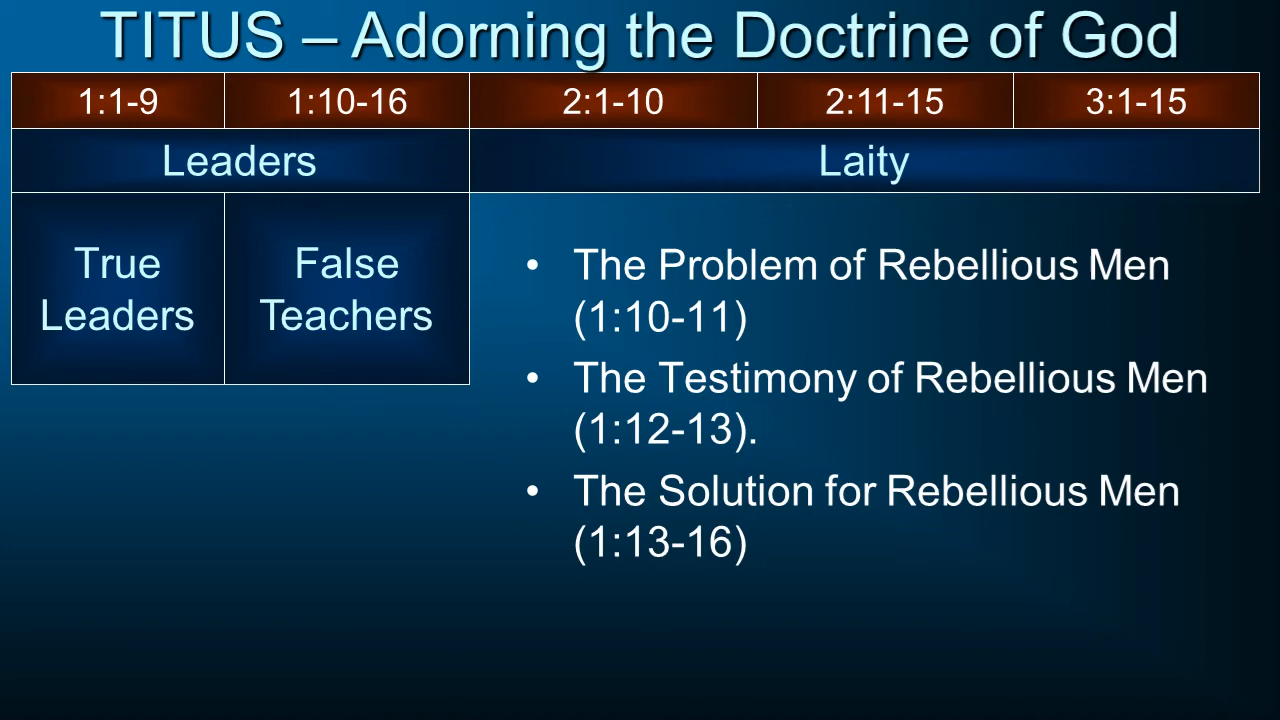 TITUS – Adorning the Doctrine of God
1:1-9 1:10-16 2:1-10 2:11-15 3:1-15
Leaders Laity
True
Leaders
False
Teachers
• The Problem of Rebellious Men
(1:10-11)
• The Testimony of Rebellious Men
(1:12-13).
• The Solution for Rebellious Men
(1:13-16)